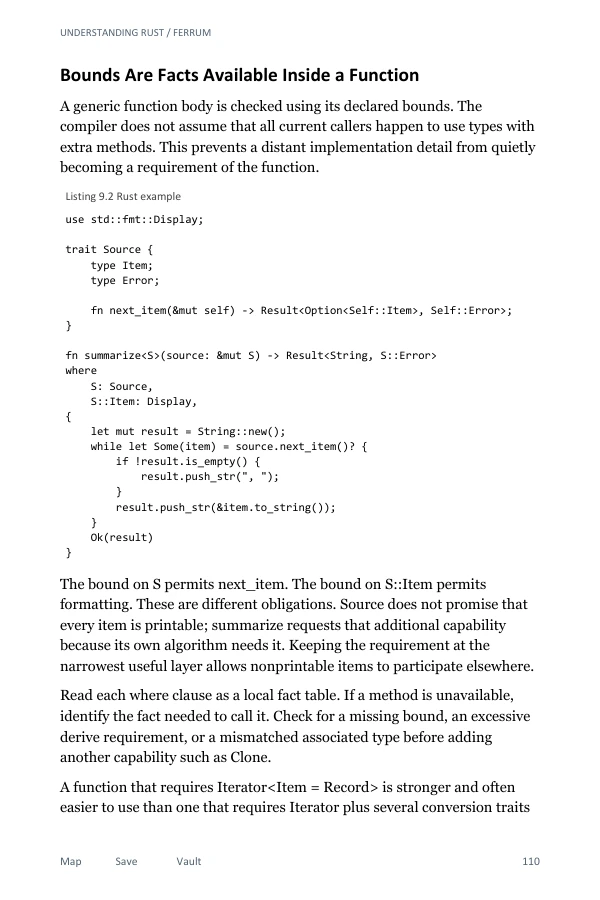 UNDERSTANDING RUST / FERRUM
Bounds Are Facts Available Inside a Function
A generic function body is checked using its declared bounds. The
compiler does not assume that all current callers happen to use types with
extra methods. This prevents a distant implementation detail from quietly
becoming a requirement of the function.
Listing 9.2 Rust example
use std::fmt::Display;
trait Source {
    type Item;
    type Error;
    fn next_item(&mut self) -> Result<Option<Self::Item>, Self::Error>;
}
fn summarize<S>(source: &mut S) -> Result<String, S::Error>
where
    S: Source,
    S::Item: Display,
{
    let mut result = String::new();
    while let Some(item) = source.next_item()? {
        if !result.is_empty() {
            result.push_str(", ");
        }
        result.push_str(&item.to_string());
    }
    Ok(result)
}
The bound on S permits next_item. The bound on S::Item permits
formatting. These are different obligations. Source does not promise that
every item is printable; summarize requests that additional capability
because its own algorithm needs it. Keeping the requirement at the
narrowest useful layer allows nonprintable items to participate elsewhere.
Read each where clause as a local fact table. If a method is unavailable,
identify the fact needed to call it. Check for a missing bound, an excessive
derive requirement, or a mismatched associated type before adding
another capability such as Clone.
A function that requires Iterator<Item = Record> is stronger and often
easier to use than one that requires Iterator plus several conversion traits
Map Save Vault 110